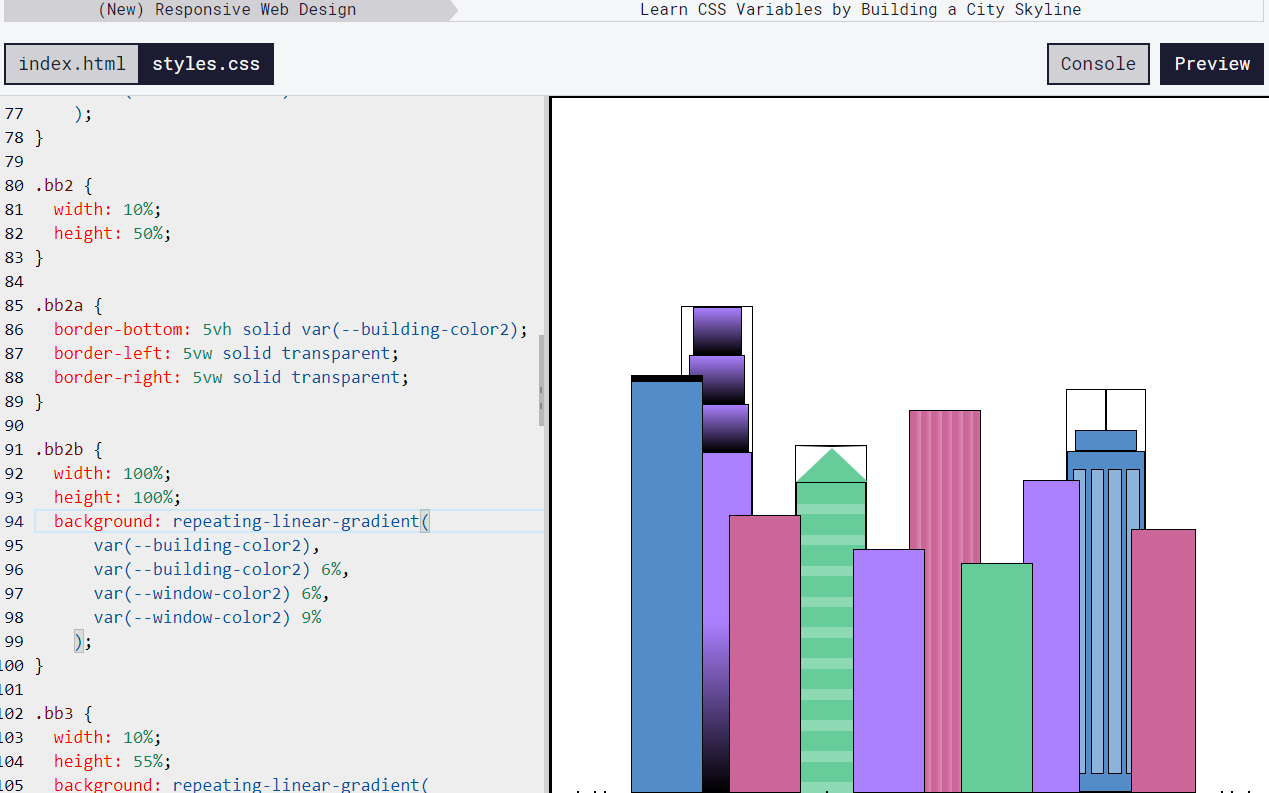 (New) Responsive Web Design
Learn CSS Variables by Building a City Skyline
index.html
styles.css
Console
Preview
77 );
78 }
79
80 .bb2 {
81 width: 10%;
82 height: 50%;
83 }
84
85 .bb2a {
86 border-bottom: 5vh solid var(--building-color2);
87 border-left: 5vw solid transparent;
88 border-right: 5vw solid transparent;
89 }
90
91 .bb2b {
92 width: 100%;
93 height: 100%;
94 background: repeating-linear-gradient(
95 var(--building-color2),
96 var(--building-color2) 6%,
97 var(--window-color2) 6%,
98 var(--window-color2) 9%
99 );
100 }
101
102 .bb3 {
103 width: 10%;
104 height: 55%;
105 background: repeating-linear-gradient(